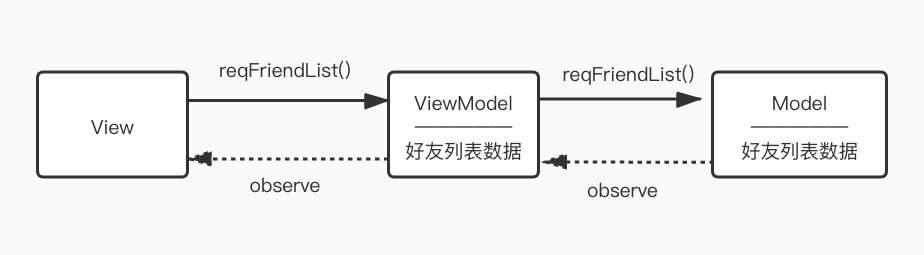 reqFriendList()
reqFriendList()
View
ViewModel
好友列表数据
Model
好友列表数据
observe
observe